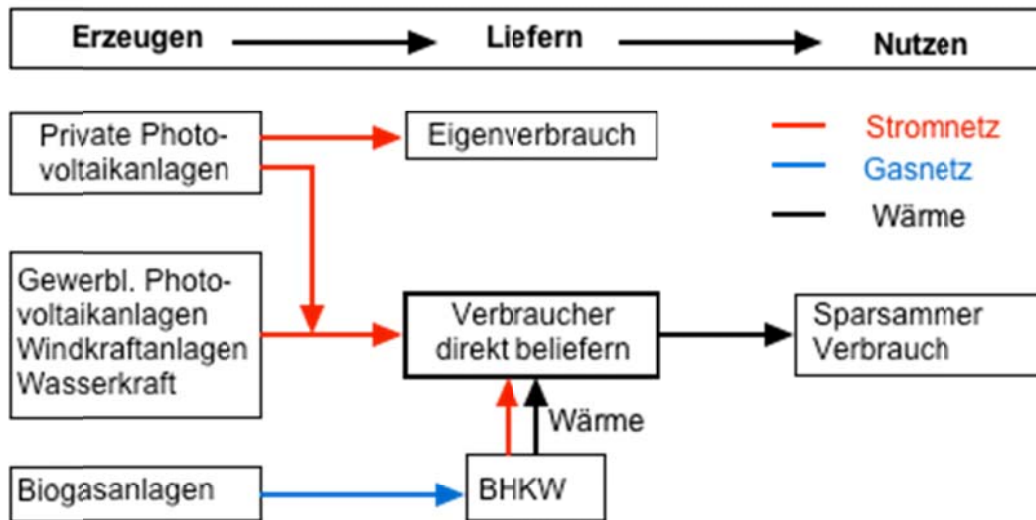 Erzeugen
Liefern
Nutzen
Private Photo-
voltaikanlagen
Eigenverbrauch
Stromnetz
Gasnetz
Wärme
Gewerbl. Photo-
voltaikanlagen
Windkraftanlagen
Wasserkraft
Verbraucher
direkt beliefern
Sparsammer
Verbrauch
Wärme
Biogasanlagen
BHKW